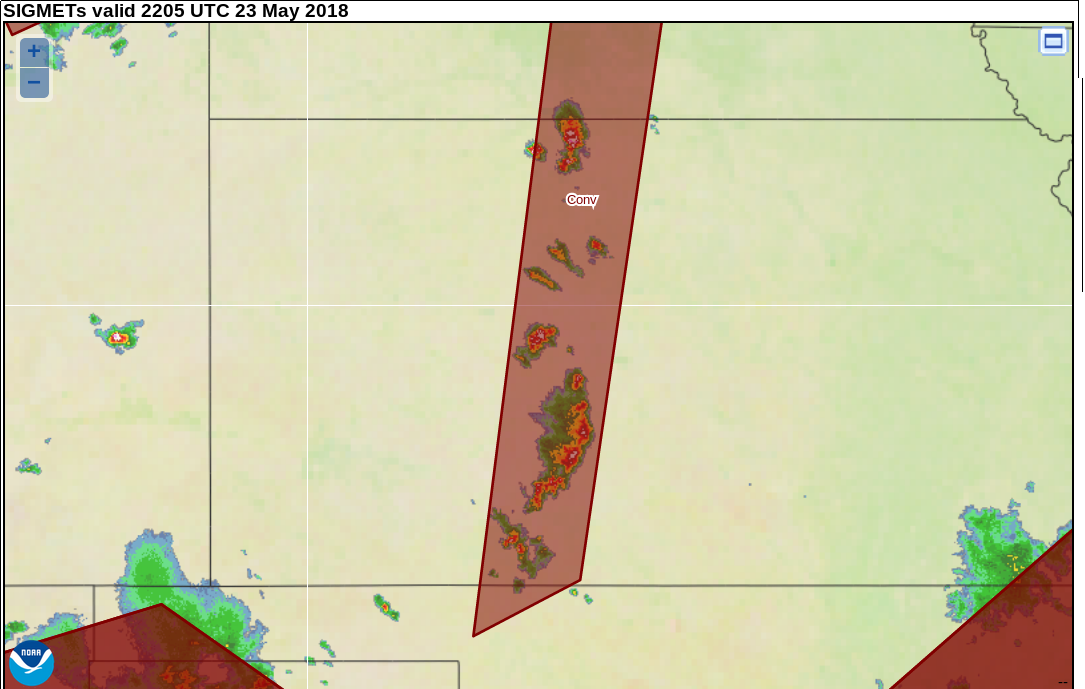 SIGMETs valid 2205 UTC 23 May 2018
+
−
Conv
NOAA
--